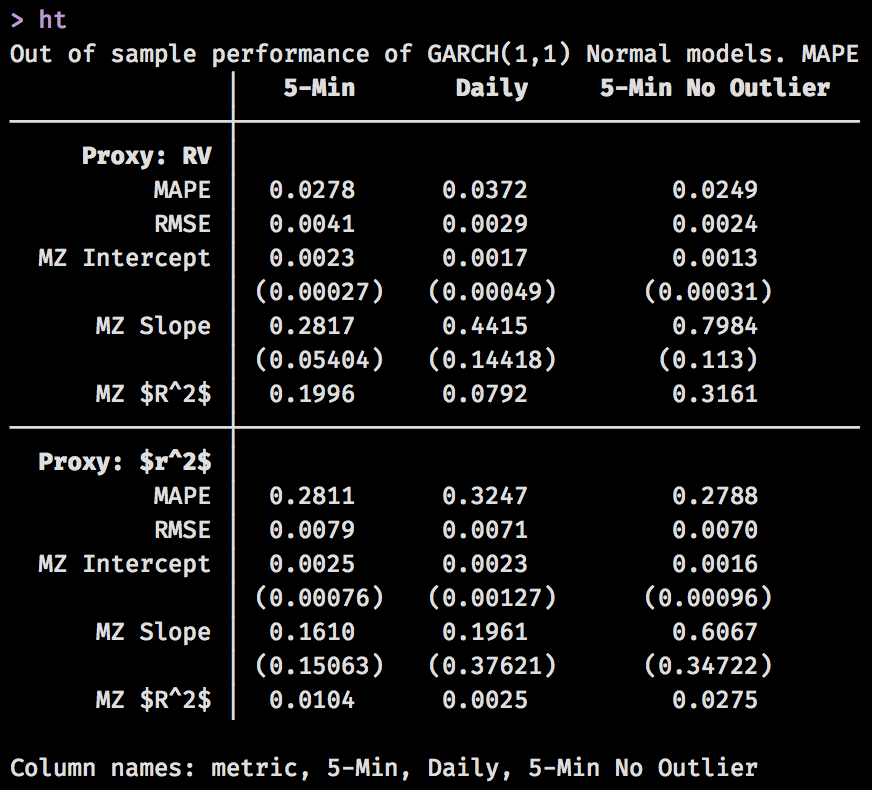 > ht
Out of sample performance of GARCH(1,1) Normal models. MAPE
5-Min Daily 5-Min No Outlier
Proxy: RV
MAPE 0.0278 0.0372 0.0249
RMSE 0.0041 0.0029 0.0024
MZ Intercept 0.0023 0.0017 0.0013
(0.00027) (0.00049) (0.00031)
MZ Slope 0.2817 0.4415 0.7984
(0.05404) (0.14418) (0.113)
MZ $R^2$ 0.1996 0.0792 0.3161
Proxy: $r^2$
MAPE 0.2811 0.3247 0.2788
RMSE 0.0079 0.0071 0.0070
MZ Intercept 0.0025 0.0023 0.0016
(0.00076) (0.00127) (0.00096)
MZ Slope 0.1610 0.1961 0.6067
(0.15063) (0.37621) (0.34722)
MZ $R^2$ 0.0104 0.0025 0.0275
Column names: metric, 5-Min, Daily, 5-Min No Outlier